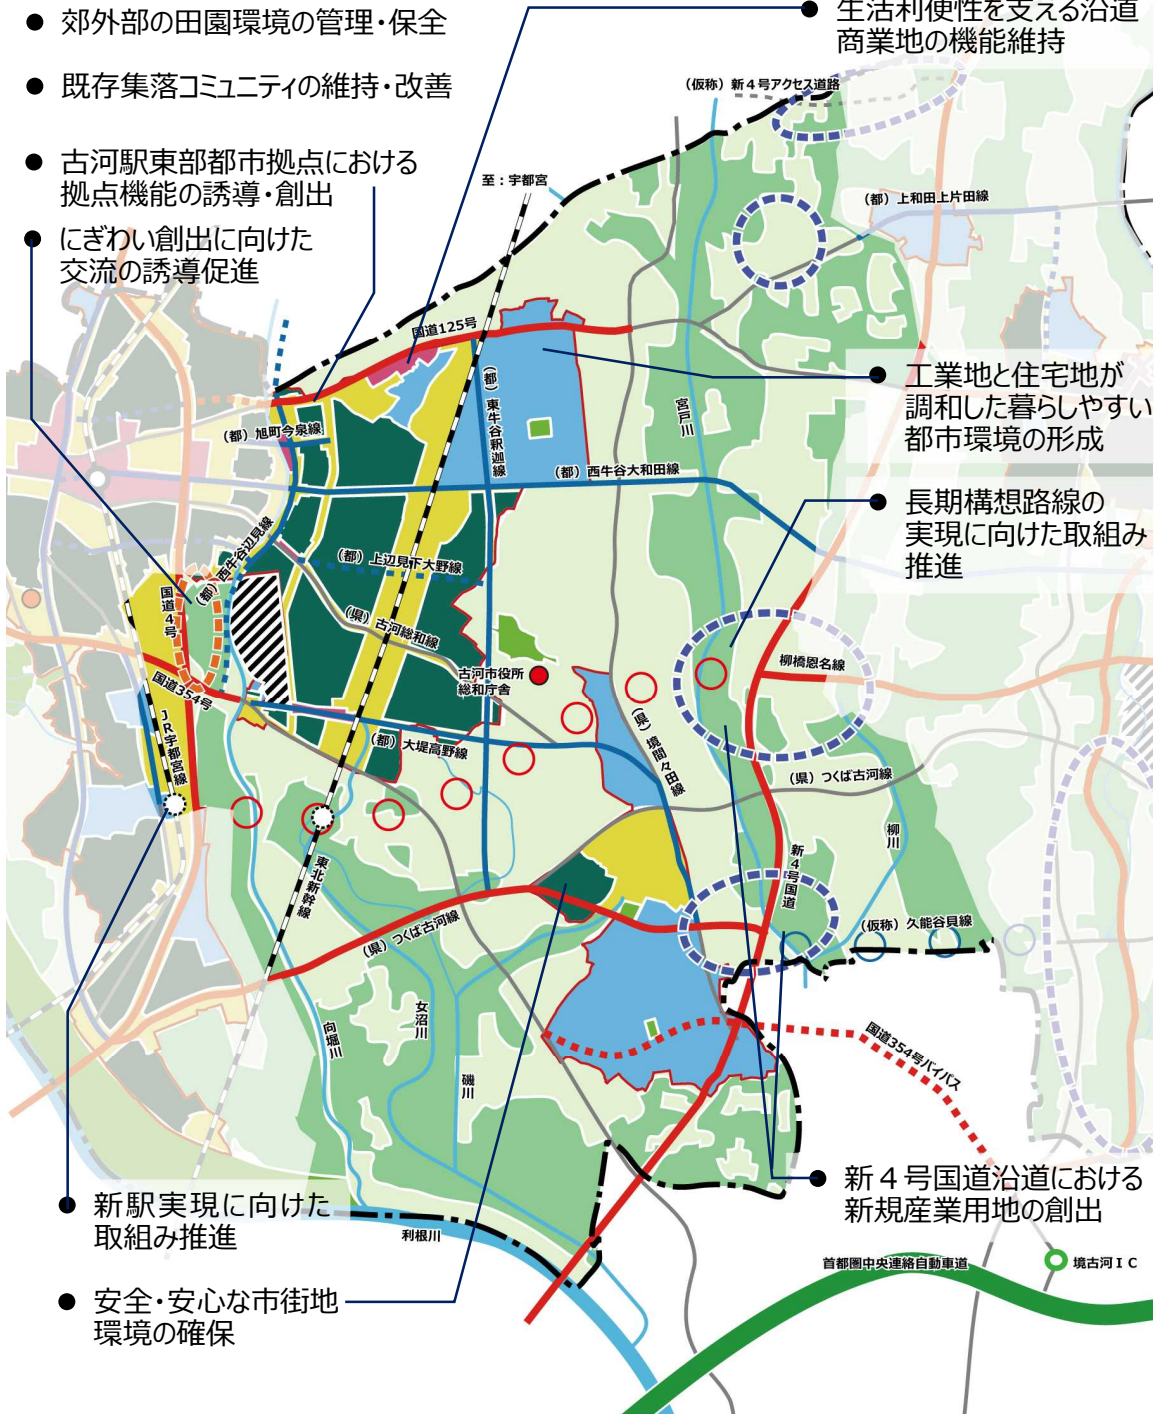 ● 郊外部の田園環境の管理・保全
● 生活利便性を支える沿道
商業地の機能維持
● 既存集落コミュニティの維持・改善
(仮称)新4号アクセス道路
● 古河駅東部都市拠点における
拠点機能の誘導・創出
至:宇都宮
(都)上和田上片田線
● にぎわい創出に向けた
交流の誘導促進
国道125号
● 工業地と住宅地が
調和した暮らしやすい
都市環境の形成
(都)東牛谷釈迦線
宮戸川
(都)旭町今泉線
(都)西牛谷大和田線
● 長期構想路線の
実現に向けた取組み
推進
(都)西牛谷辺見線
(都)上辺見下大野線
国道4号
(県)古河総和線
古河市役所
総和庁舎
柳橋恩名線
国道354号
JR宇都宮線
(都)大堤高野線
(県)境間々田線
(県)つくば古河線
柳川
新4号国道
東北新幹線
(仮称)久能谷貝線
(県)つくば古河線
女沼川
向堀川
磯川
国道354号バイパス
● 新駅実現に向けた
取組み推進
● 新4号国道沿道における
新規産業用地の創出
利根川
首都圏中央連絡自動車道
境古河IC
● 安全・安心な市街地
環境の確保